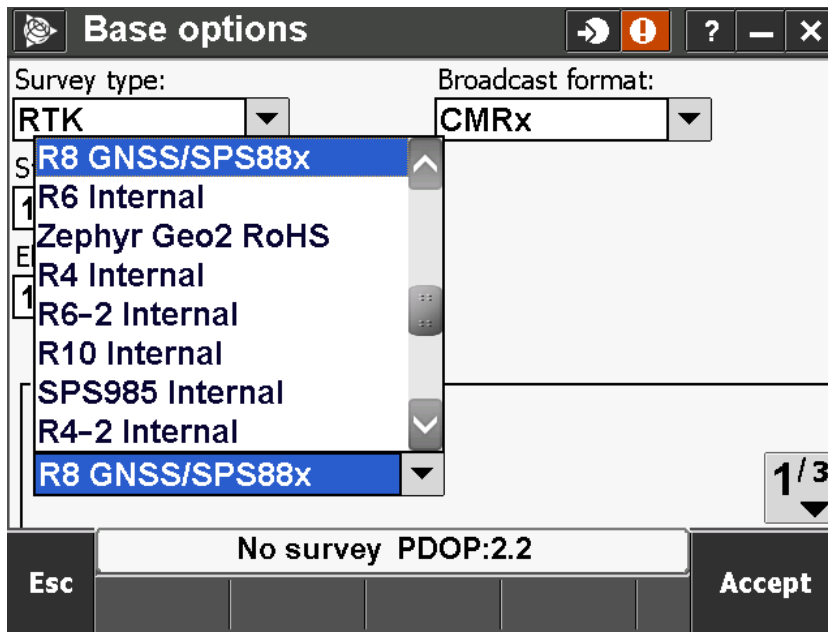 Base options
?
Survey type:
Broadcast format:
RTK
CMRx
R8 GNSS/SPS88x
R6 Internal
Zephyr Geo2 RoHS
R4 Internal
R6-2 Internal
R10 Internal
SPS985 Internal
R4-2 Internal
R8 GNSS/SPS88x
1/3
No survey PDOP:2.2
Esc
Accept